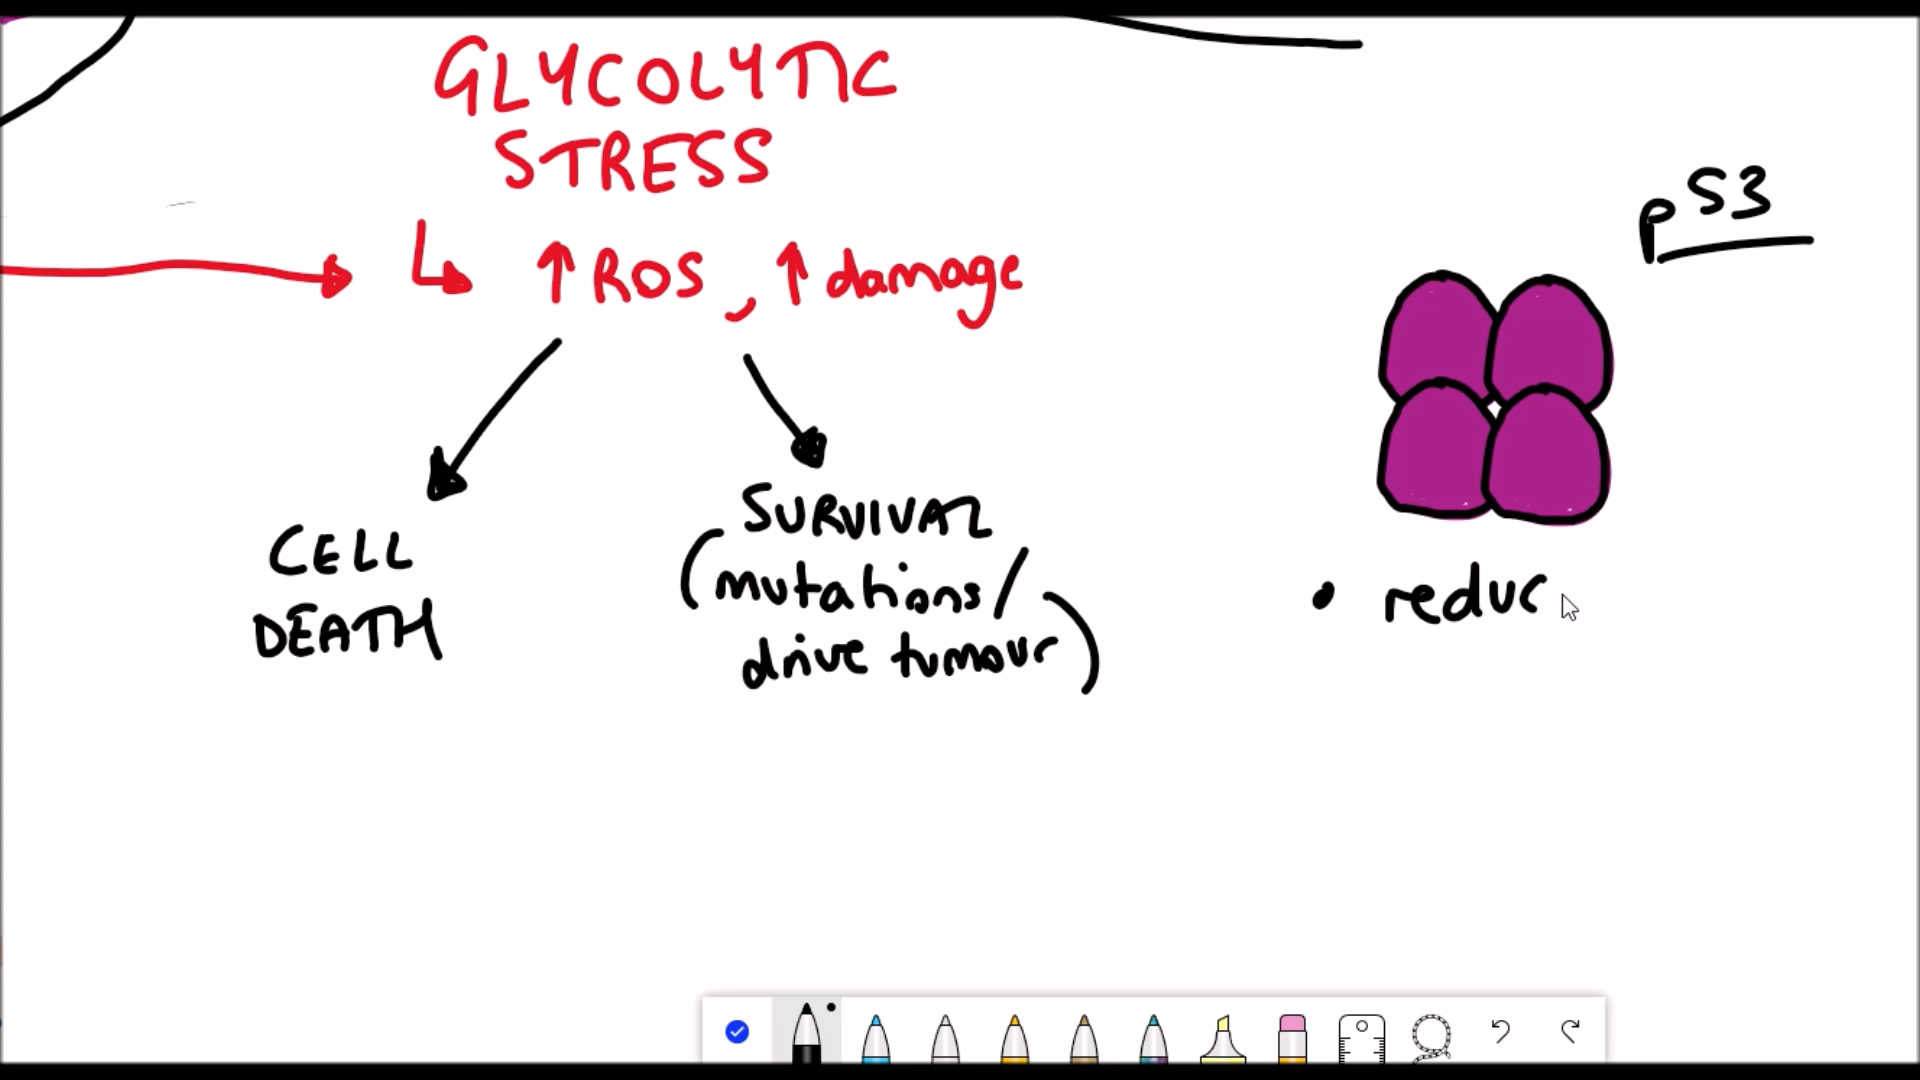 GLYCOLYTIC
STRESS
↳ ↑ ROS, ↑ damage
p53
CELL
DEATH
SURVIVAL
(mutations/
drive tumour)
• reduc